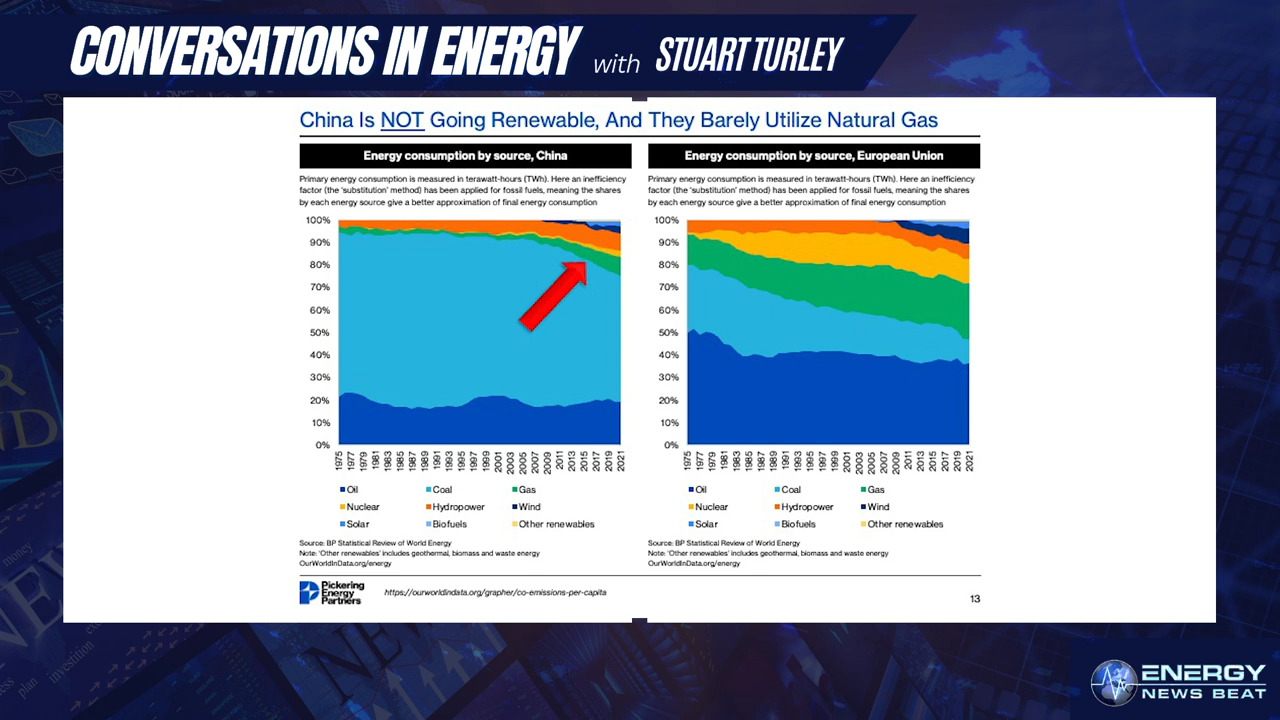 CONVERSATIONS IN ENERGY with STUART TURLEY
China Is NOT Going Renewable, And They Barely Utilize Natural Gas
Energy consumption by source, China
Primary energy consumption is measured in terawatt-hours (TWh). Here an inefficiency
factor (the 'substitution' method) has been applied for fossil fuels, meaning the shares
by each energy source give a better approximation of final energy consumption
100%
90%
80%
70%
60%
50%
40%
30%
20%
10%
0%
1975 1977 1979 1981 1983 1985 1987 1989 1991 1993 1995 1997 1999 2001 2003 2005 2007 2009 2011 2013 2015 2017 2019 2021
Oil Coal Gas
Nuclear Hydropower Wind
Solar Biofuels Other renewables
Source: BP Statistical Review of World Energy
Note: 'Other renewables' includes geothermal, biomass and waste energy
OurWorldInData.org/energy
Energy consumption by source, European Union
Primary energy consumption is measured in terawatt-hours (TWh). Here an inefficiency
factor (the 'substitution' method) has been applied for fossil fuels, meaning the shares
by each energy source give a better approximation of final energy consumption
100%
90%
80%
70%
60%
50%
40%
30%
20%
10%
0%
1975 1977 1979 1981 1983 1985 1987 1989 1991 1993 1995 1997 1999 2001 2003 2005 2007 2009 2011 2013 2015 2017 2019 2021
Oil Coal Gas
Nuclear Hydropower Wind
Solar Biofuels Other renewables
Source: BP Statistical Review of World Energy
Note: 'Other renewables' includes geothermal, biomass and waste energy
OurWorldInData.org/energy
Pickering
Energy
Partners
https://ourworldindata.org/grapher/co-emissions-per-capita
13
ENERGY
NEWS BEAT
money
investition
plan
NEWS